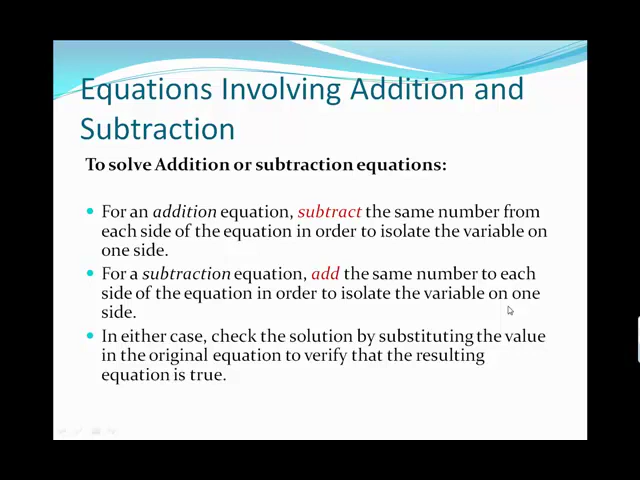 Equations Involving Addition and
Subtraction
To solve Addition or subtraction equations:
• For an addition equation, subtract the same number from
each side of the equation in order to isolate the variable on
one side.
• For a subtraction equation, add the same number to each
side of the equation in order to isolate the variable on one
side.
• In either case, check the solution by substituting the value
in the original equation to verify that the resulting
equation is true.